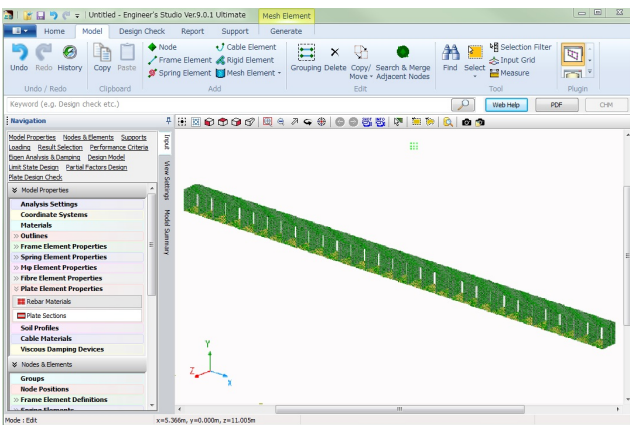 Untitled - Engineer's Studio Ver.9.0.1 Ultimate Mesh Element
Home Model Design Check Report Support Generate
Undo Redo History Copy Paste
Node Cable Element
Frame Element Rigid Element
Spring Element Mesh Element
Grouping Delete Copy/ Move Search & Merge Adjacent Nodes
Find Select
Selection Filter
Input Grid
Measure
Undo / Redo Clipboard Add Edit Tool Plugin
Keyword (e.g. Design check etc.) Web Help PDF CHM
Navigation
Model Properties Nodes & Elements Supports
Loading Result Selection Performance Criteria
Eigen Analysis & Damping Design Model
Limit State Design Partial Factors Design
Plate Design Check
Input
View Settings
Model Summary
Model Properties
Analysis Settings
Coordinate Systems
Materials
Outlines
Frame Element Properties
Spring Element Properties
Mφ Element Properties
Fibre Element Properties
Plate Element Properties
Rebar Materials
Plate Sections
Soil Profiles
Cable Materials
Viscous Damping Devices
Nodes & Elements
Groups
Node Positions
Frame Element Definitions
Spring Elements
Y
Z
X
Mode : Edit x=5.366m, y=0.000m, z=11.005m